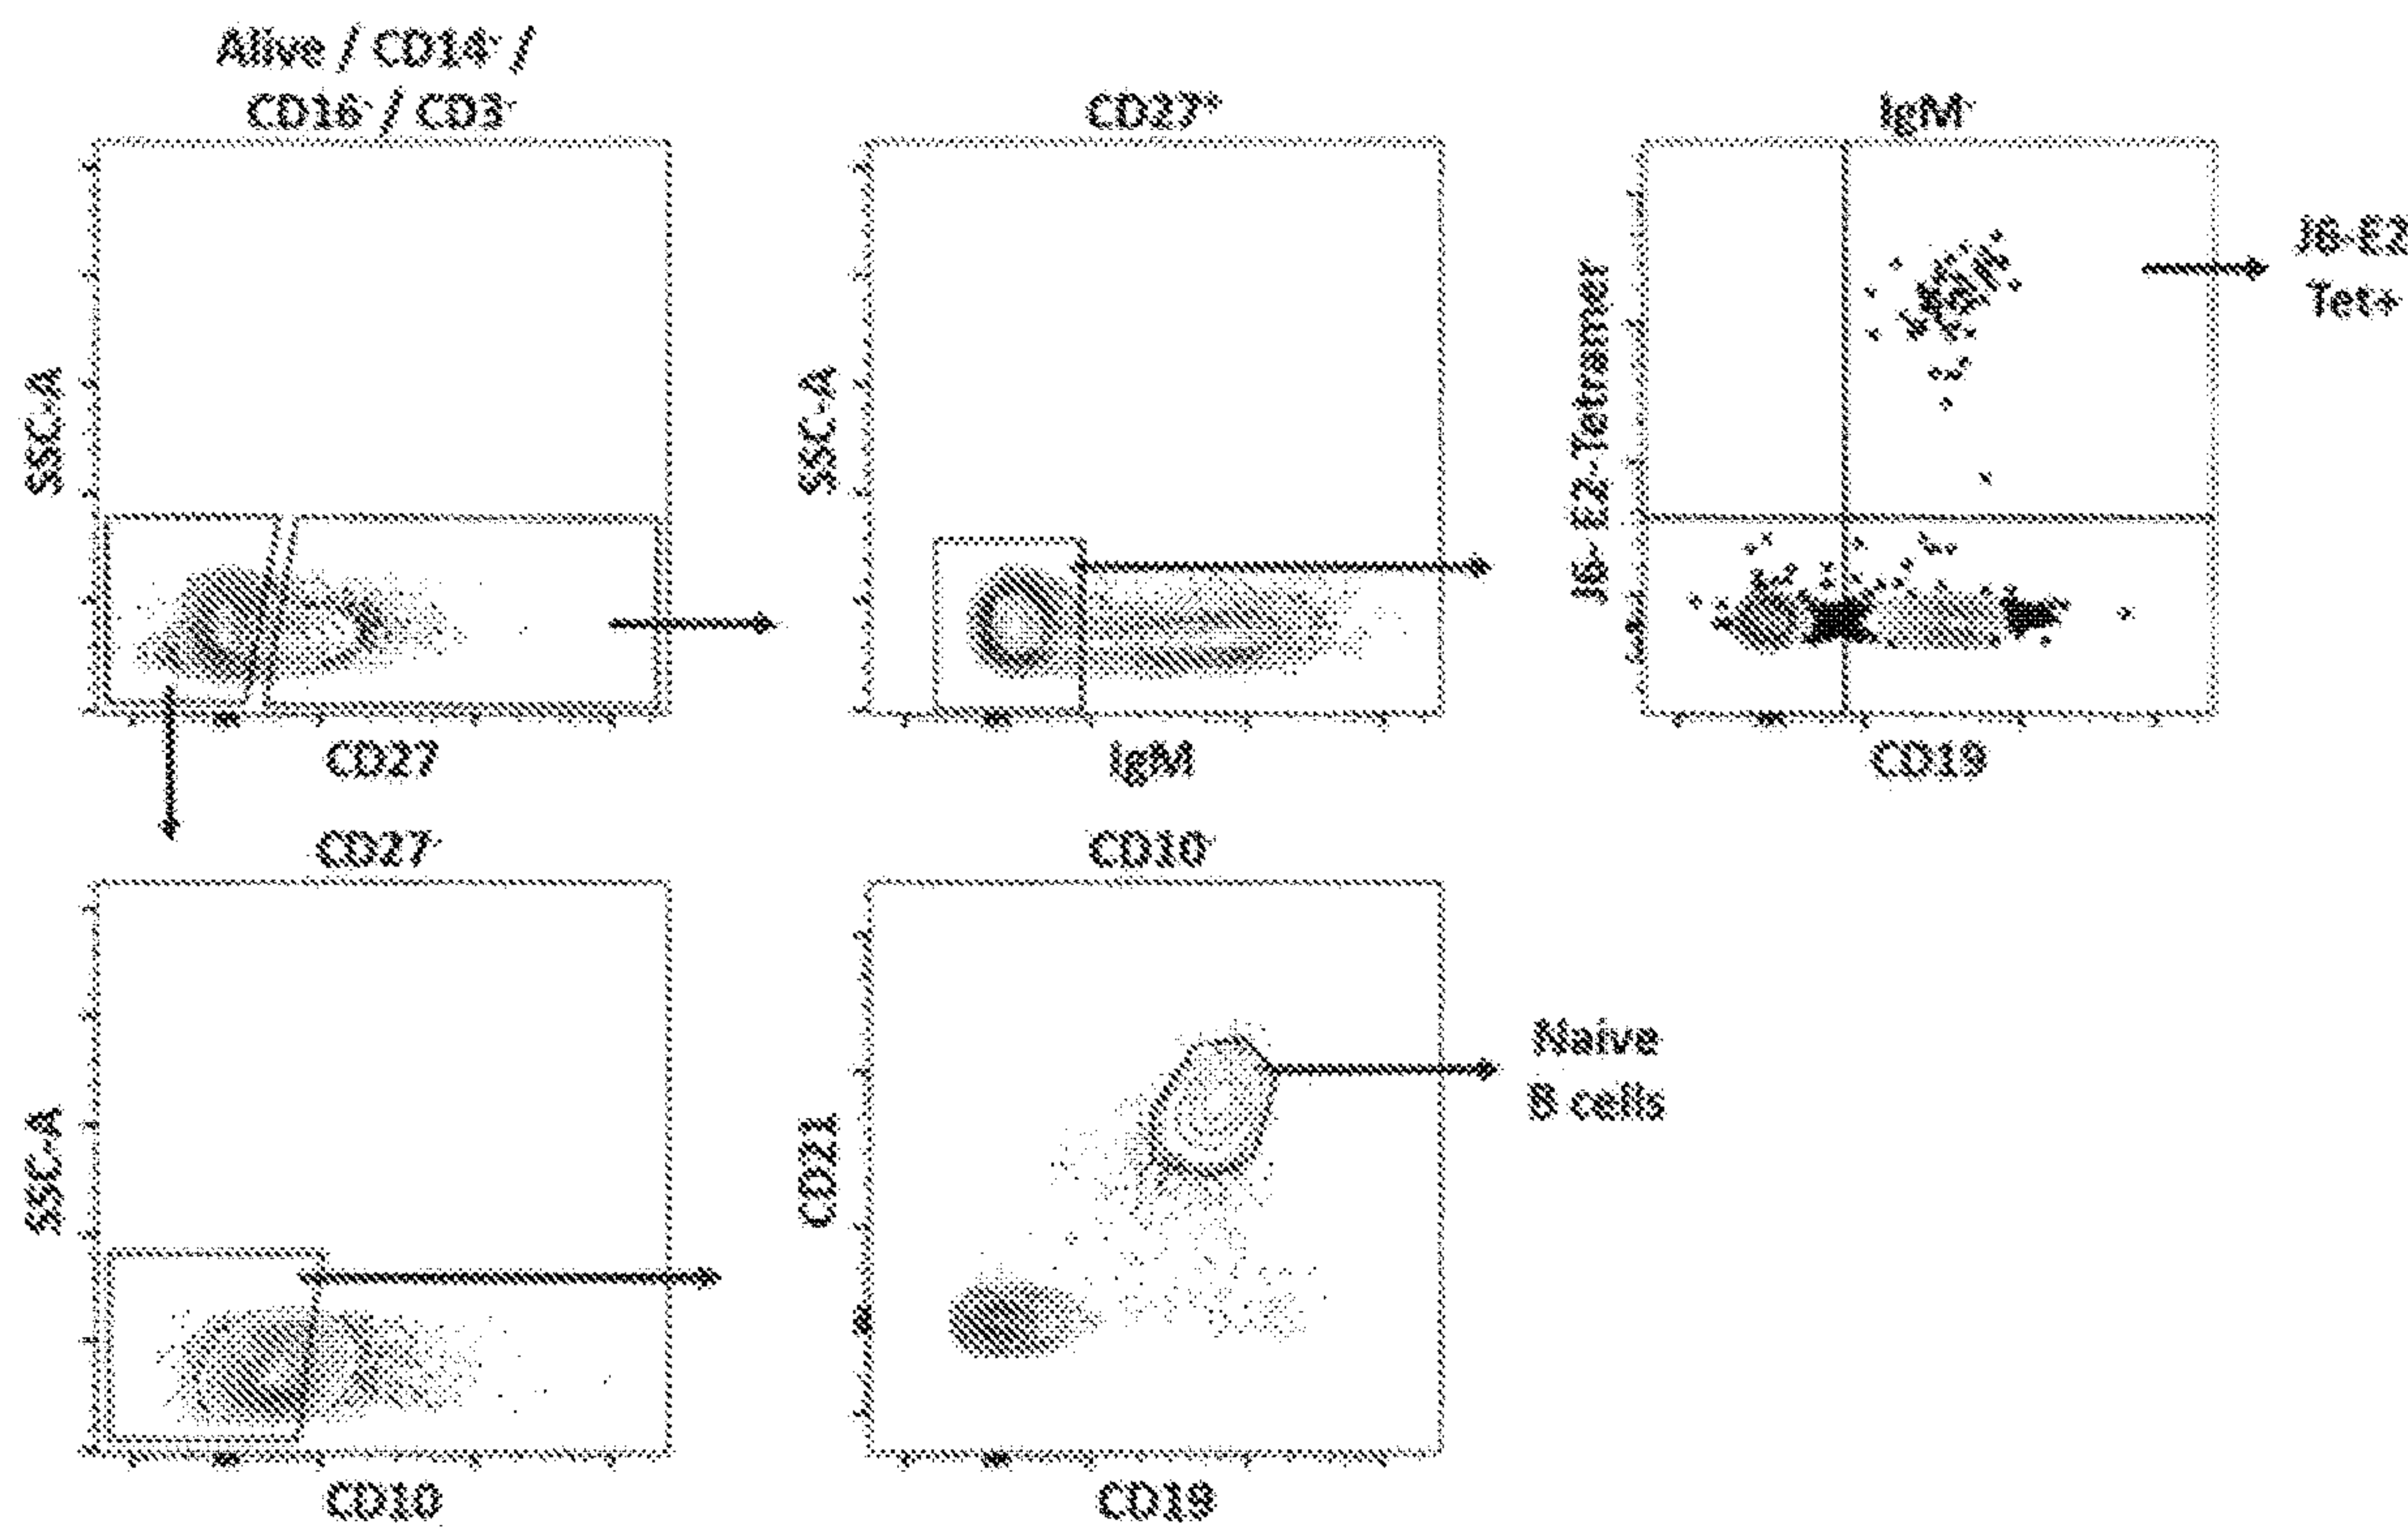 Alive / CD14⁻ /
CD16⁻ / CD3⁻
SSC-A
CD27
CD27⁺
SSC-A
IgM
IgM⁻
J6- E2-Tetramer
CD19
J6-E2
Tet+
CD27⁻
SSC-A
CD10
CD10⁻
CD21
CD19
Naive
B cells